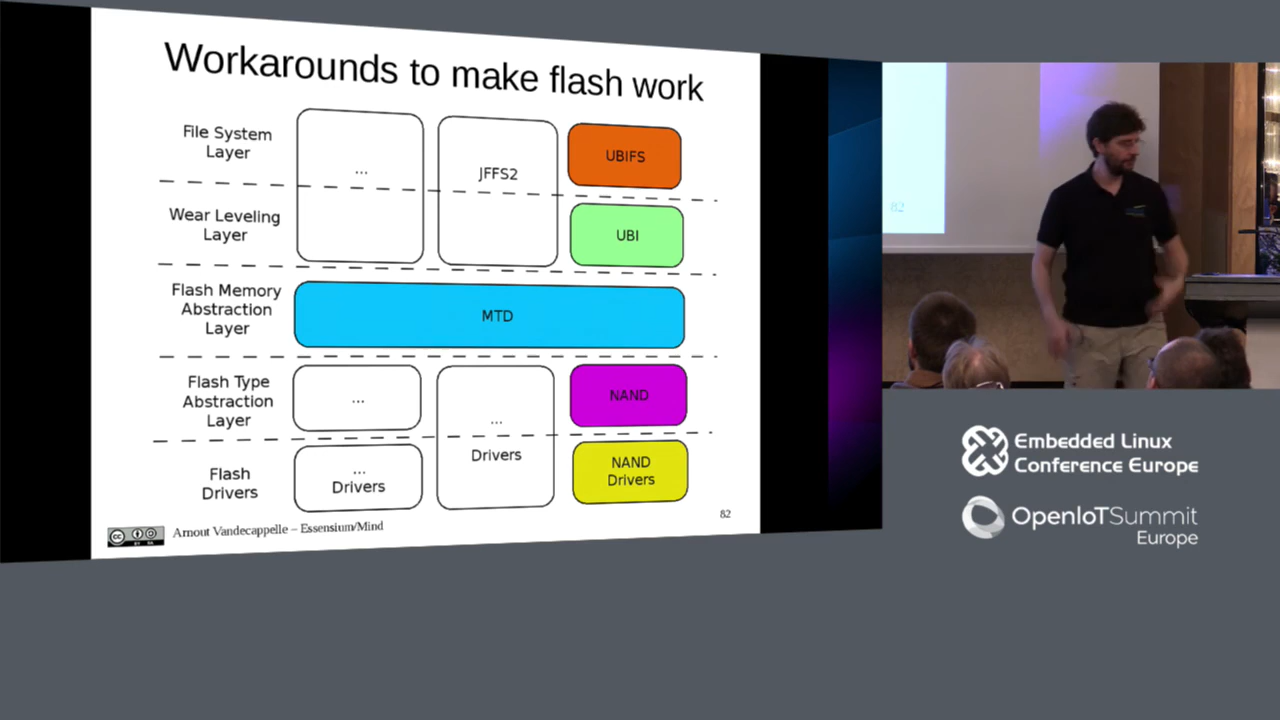 Workarounds to make flash work
File System
Layer
...
JFFS2
UBIFS
Wear Leveling
Layer
UBI
Flash Memory
Abstraction
Layer
MTD
Flash Type
Abstraction
Layer
...
...
NAND
Flash
Drivers
...
Drivers
Drivers
NAND
Drivers
Arnout Vandecappelle – Essensium/Mind
82
82
Embedded Linux
Conference Europe
OpenIoTSummit
Europe